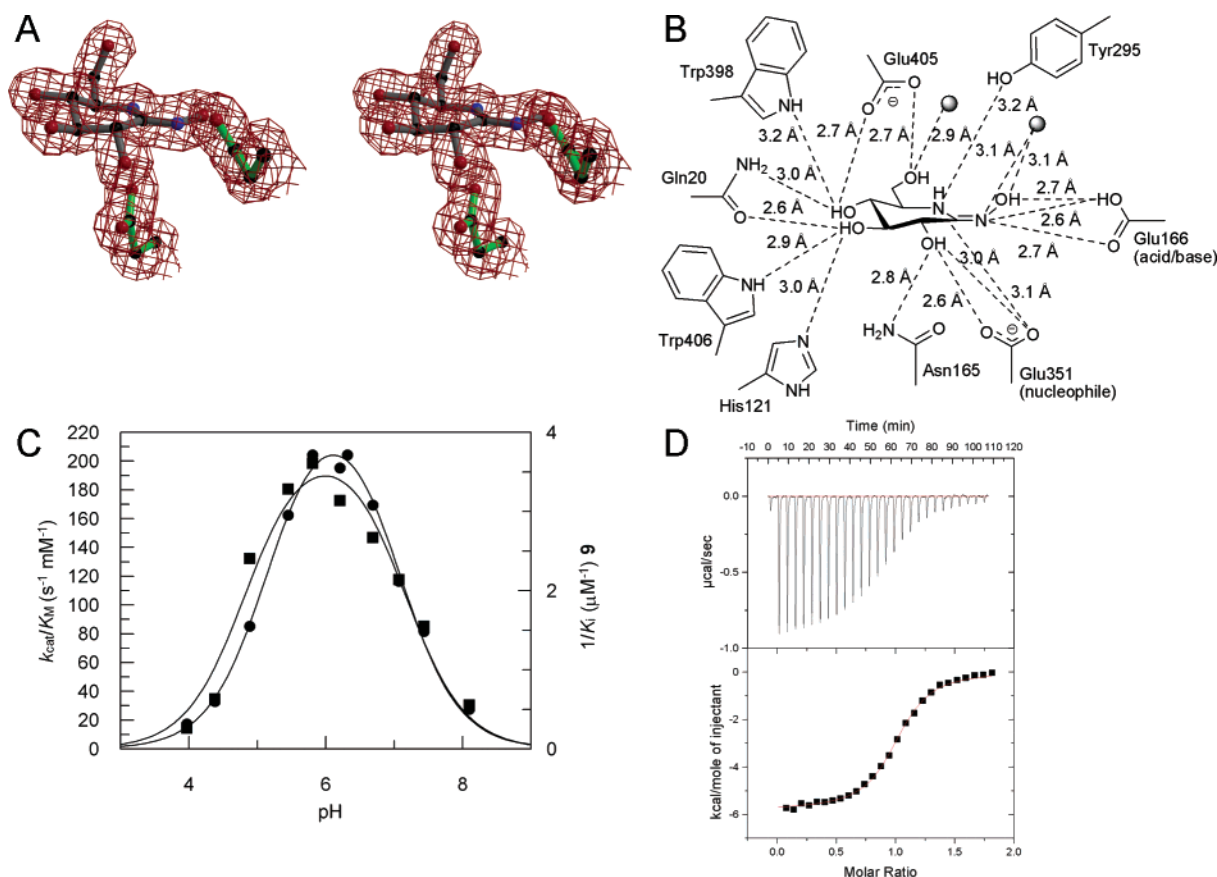 A
B
Trp398
Glu405
Tyr295
NH
O
O
⊖
HO
3.2 Å
2.7 Å
2.7 Å
2.9 Å
3.2 Å
3.1 Å
3.1 Å
Gln20
NH2
3.0 Å
OH
H
N
OH
2.7 Å
HO
O
2.6 Å
HO
N
2.6 Å
HO
2.9 Å
OH
3.0 Å
2.7 Å
O
Glu166
(acid/base)
NH
3.0 Å
2.8 Å
2.6 Å
3.1 Å
Trp406
N
NH
H2N
O
⊖
O
O
His121
Asn165
Glu351
(nucleophile)
C
220
200
180
160
140
120
100
80
60
40
20
0
kcat/KM (s-1 mM-1)
4
2
0
1/Ki (μM-1) 9
4
6
8
pH
D
Time (min)
-10 0 10 20 30 40 50 60 70 80 90 100 110 120
0.0
-0.5
-1.0
µcal/sec
0
-2
-4
-6
kcal/mole of injectant
0.0 0.5 1.0 1.5 2.0
Molar Ratio